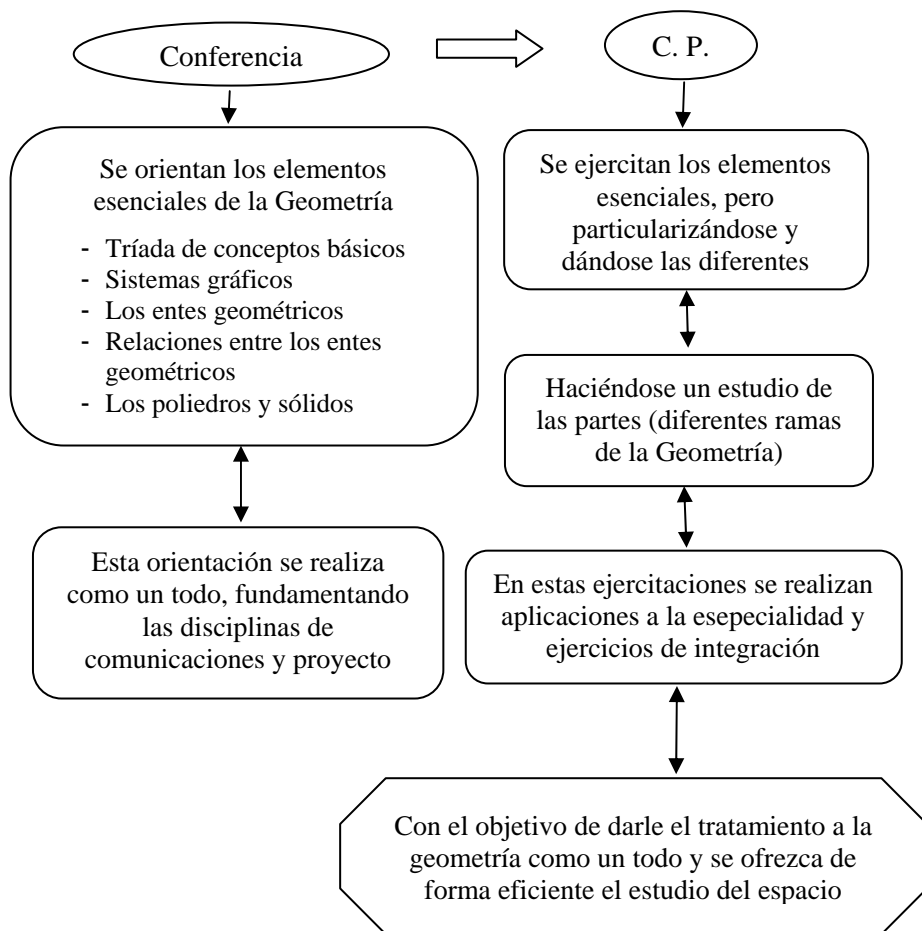 Conferencia
C. P.
Se orientan los elementos
esenciales de la Geometría
- Tríada de conceptos básicos
- Sistemas gráficos
- Los entes geométricos
- Relaciones entre los entes
geométricos
- Los poliedros y sólidos
Esta orientación se realiza
como un todo, fundamentando
las disciplinas de
comunicaciones y proyecto
Se ejercitan los elementos
esenciales, pero
particularizándose y
dándose las diferentes
Haciéndose un estudio de
las partes (diferentes ramas
de la Geometría)
En estas ejercitaciones se realizan
aplicaciones a la esepecialidad y
ejercicios de integración
Con el objetivo de darle el tratamiento a la
geometría como un todo y se ofrezca de
forma eficiente el estudio del espacio